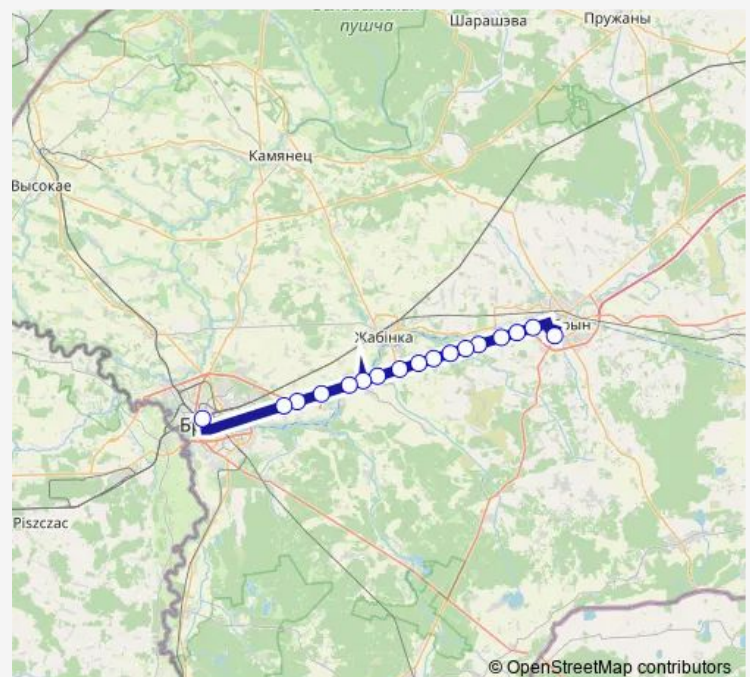 пушча
Шарашэва
Пружаны
Камянец
Высокае
Жабінка
Piszczac
© OpenStreetMap contributors